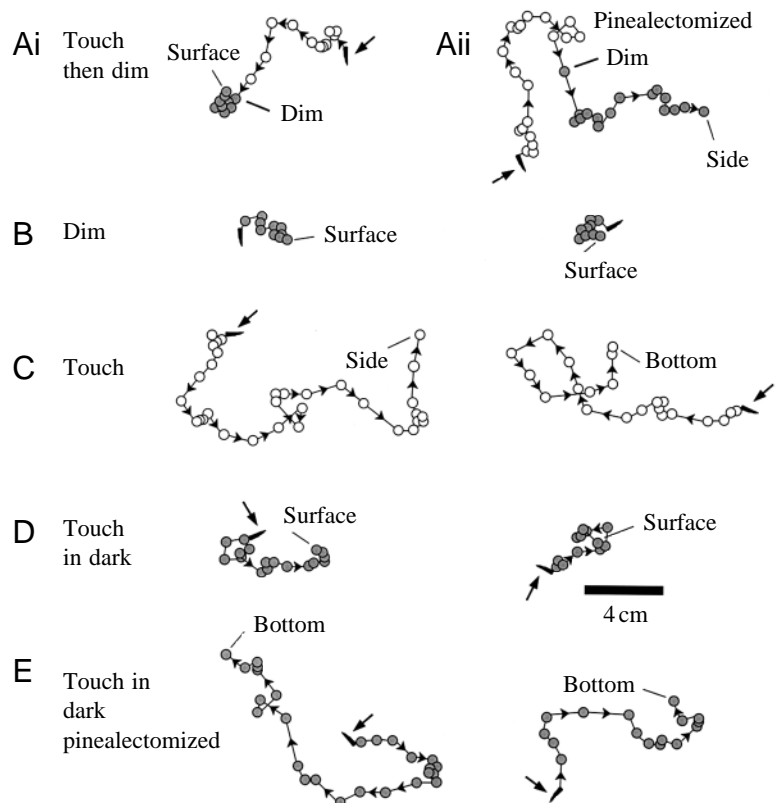 Ai
Touch
then dim
Surface
Dim
Aii
Pinealectomized
Dim
Side
B
Dim
Surface
Surface
C
Touch
Side
Bottom
D
Touch
in dark
Surface
Surface
4 cm
E
Touch in
dark
pinealectomized
Bottom
Bottom